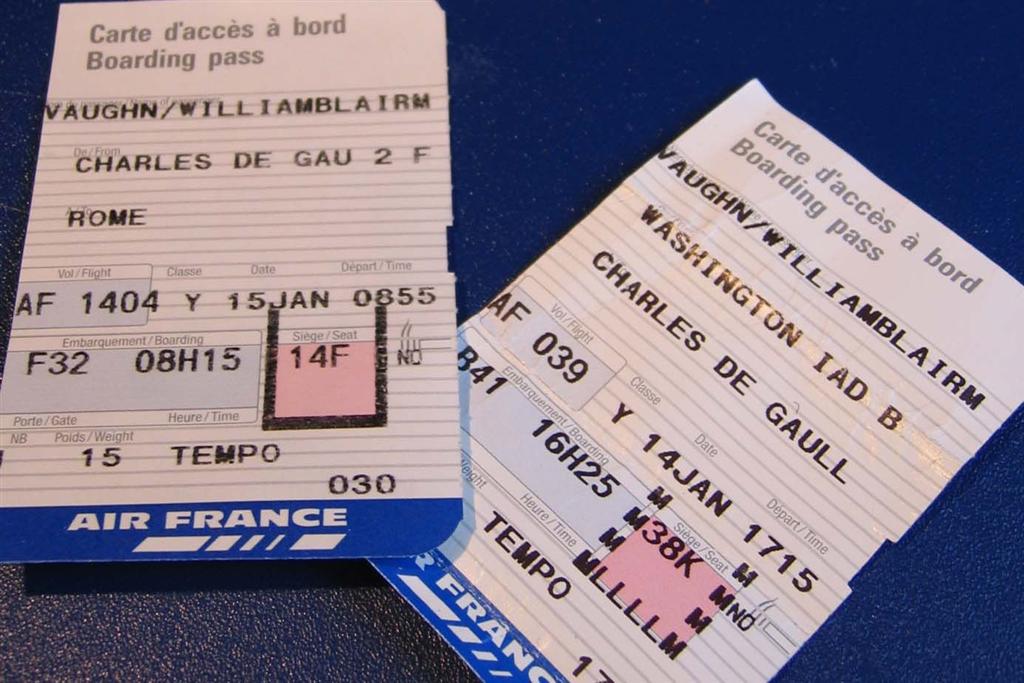 Carte d'accès à bord
Boarding pass
VAUGHN/WILLIAMBLAIRM
De/From
CHARLES DE GAU 2 F
ROME
Vol/Flight Classe Date Départ/Time
AF 1404 Y 15JAN 0855
Embarquement/Boarding Siège/Seat
F32 08H15 14F NO
Porte/Gate Heure/Time
NB Poids/Weight
15 TEMPO
030
AIR FRANCE
Carte d'accès à bord
Boarding pass
VAUGHN/WILLIAMBLAIRM
WASHINGTON IAD B
CHARLES DE GAULL
Vol/Flight Classe Date Départ/Time
AF 039 Y 14JAN 1715
Embarquement/Boarding Siège/Seat
B41 16H25 38K NO
Heure/Time
TEMPO
17
R FRANC